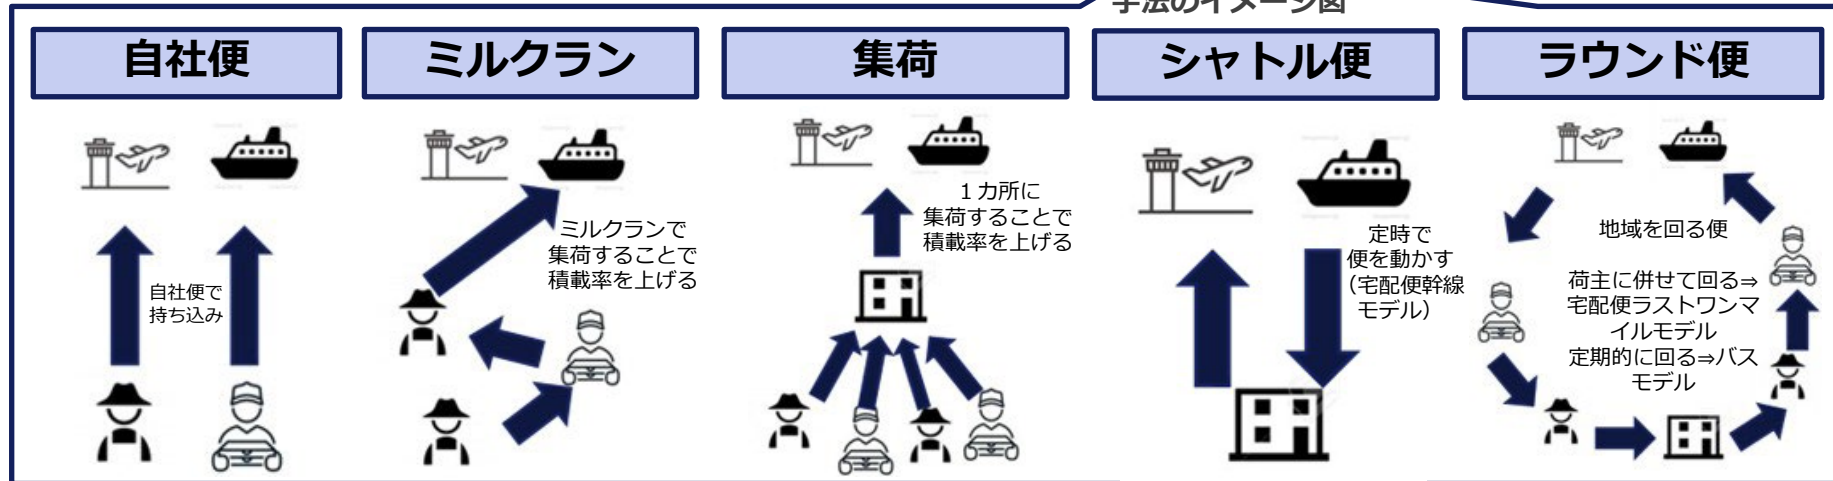 手法のイメージ図
自社便
ミルクラン
集荷
シャトル便
ラウンド便
自社便で
持ち込み
ミルクランで
集荷することで
積載率を上げる
１カ所に
集荷することで
積載率を上げる
定時で
便を動かす
（宅配便幹線
モデル）
地域を回る便
荷主に併せて回る⇒
宅配便ラストワンマ
イルモデル
定期的に回る⇒バス
モデル